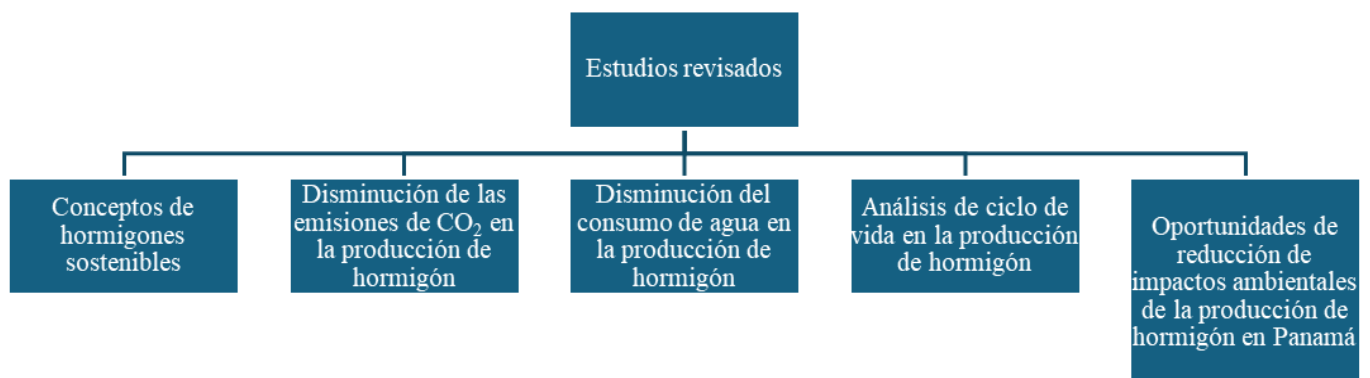 Estudios revisados
Conceptos de
hormigones
sostenibles
Disminución de las
emisiones de CO₂ en
la producción de
hormigón
Disminución del
consumo de agua en
la producción de
hormigón
Análisis de ciclo de
vida en la producción
de hormigón
Oportunidades de
reducción de
impactos ambientales
de la producción de
hormigón en Panamá